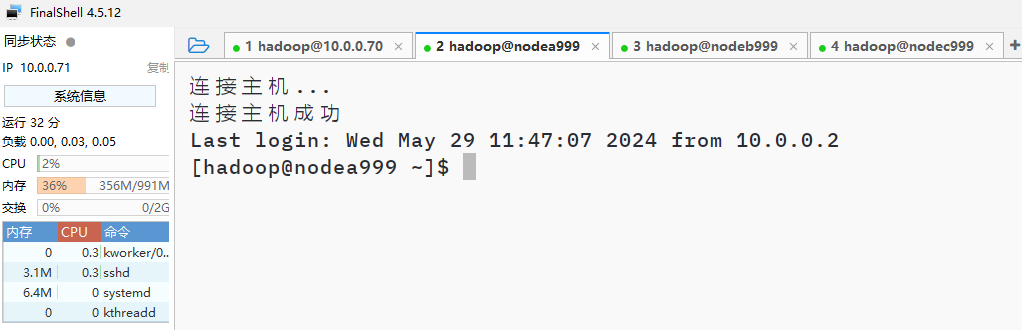 FinalShell 4.5.12
同步状态
IP 10.0.0.71 复制
系统信息
运行 32 分
负载 0.00, 0.03, 0.05
CPU 2%
内存 36% 356M/991M
交换 0% 0/2G
内存 CPU 命令
0 0.3 kworker/0..
3.1M 0.3 sshd
6.4M 0 systemd
0 0 kthreadd
1 hadoop@10.0.0.70 × 2 hadoop@nodea999 × 3 hadoop@nodeb999 × 4 hadoop@nodec999 × +
连接主机...
连接主机成功
Last login: Wed May 29 11:47:07 2024 from 10.0.0.2
[hadoop@nodea999 ~]$